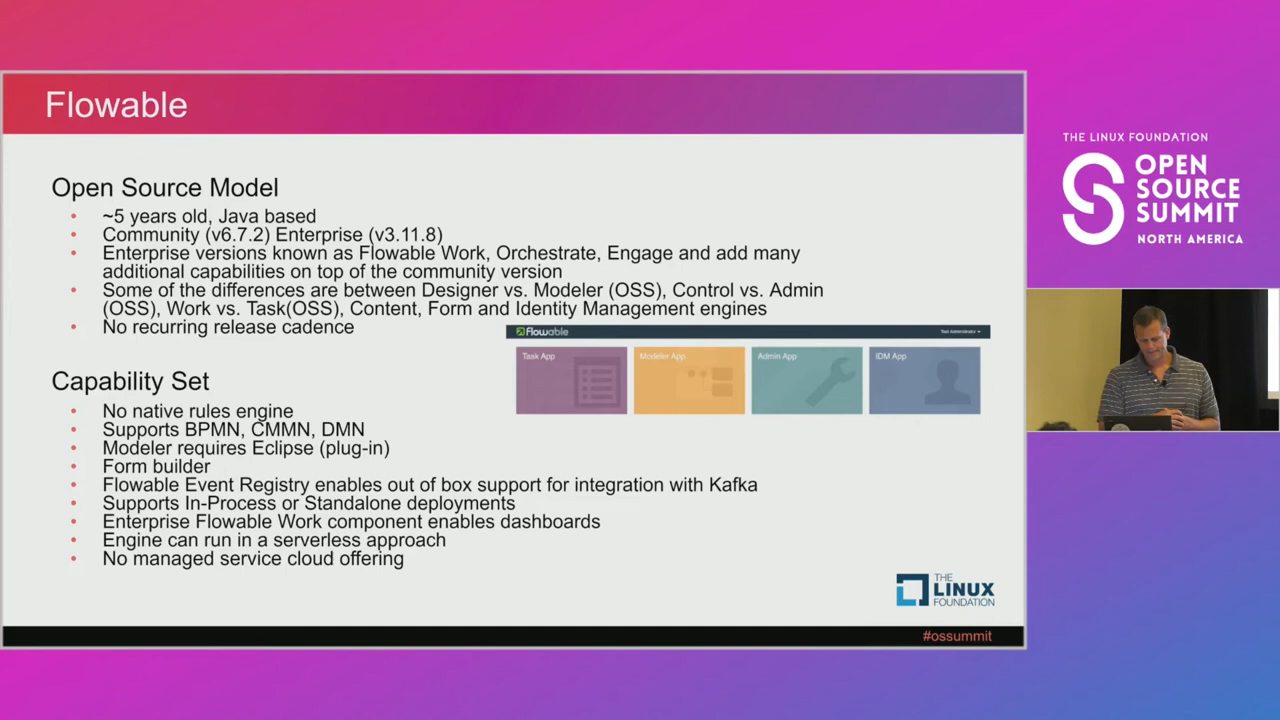 Flowable
Open Source Model
• ~5 years old, Java based
• Community (v6.7.2) Enterprise (v3.11.8)
• Enterprise versions known as Flowable Work, Orchestrate, Engage and add many
additional capabilities on top of the community version
• Some of the differences are between Designer vs. Modeler (OSS), Control vs. Admin
(OSS), Work vs. Task(OSS), Content, Form and Identity Management engines
• No recurring release cadence
Flowable
Test Administrator
Task App
Modeler App
Admin App
IDM App
Capability Set
• No native rules engine
• Supports BPMN, CMMN, DMN
• Modeler requires Eclipse (plug-in)
• Form builder
• Flowable Event Registry enables out of box support for integration with Kafka
• Supports In-Process or Standalone deployments
• Enterprise Flowable Work component enables dashboards
• Engine can run in a serverless approach
• No managed service cloud offering
THE
LINUX
FOUNDATION
#ossummit
THE LINUX FOUNDATION
OPEN
SOURCE
SUMMIT
NORTH AMERICA